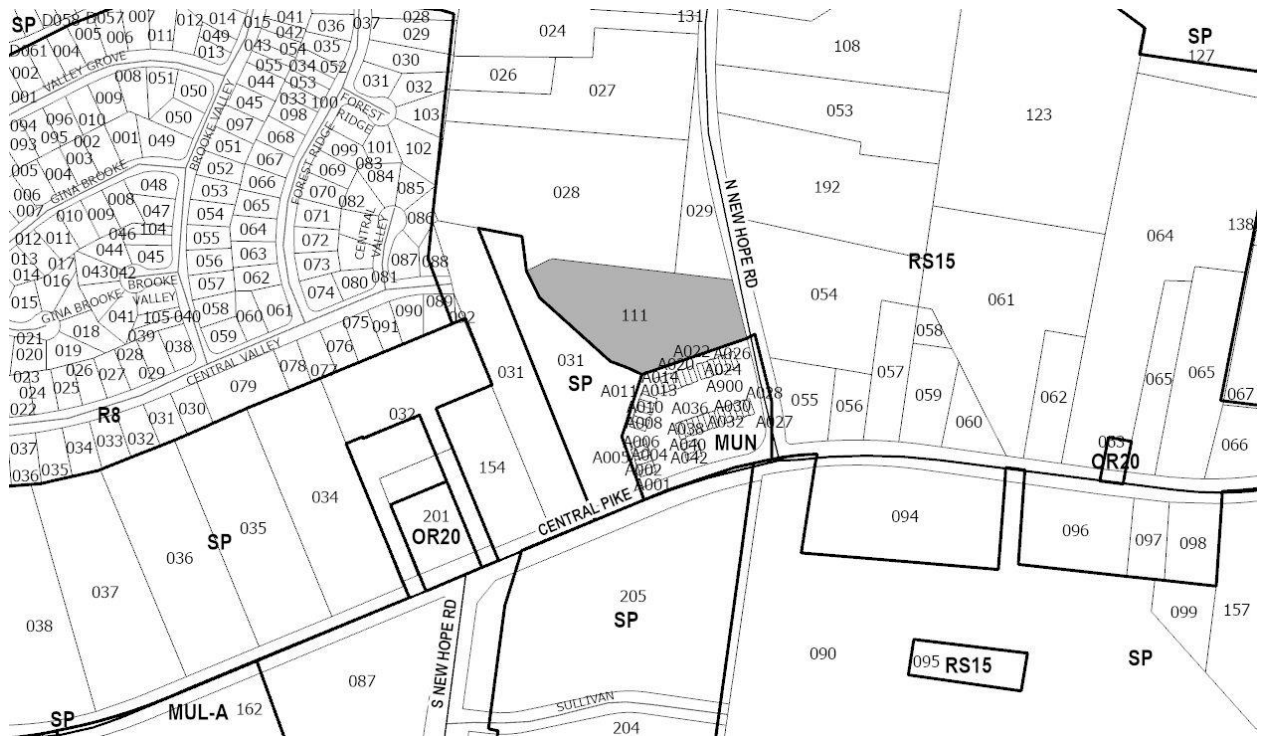 SP D058 D057 007 012 014 015 041 036 037 028 131
005 006 011 049 042 029 024 108 SP
D061 004 013 043 054 035 127
002 VALLEY GROVE 008 051 055 034 052 030 026
001 009 050 044 053 031 032 027 053 123
045 033 100 FOREST RIDGE 103
094 096 010 050 BROOKE VALLEY 097 098
093 095 002 001 049 051 068 FOREST RIDGE 099 101 102
003 052 067 069 083
005 004 GINA BROOKE 048 053 066 070 084 085 192
006 008 047 054 065 071 082 028 029 N NEW HOPE RD
007 010 009 046 104 064 CENTRAL VALLEY 086 138
012 011 044 045 055 063 072 064
013 017 043 042 056 062 073 087 088 RS15
014 016 BROOKE VALLEY 057 074 080 081 054 061
015 GINA BROOKE 041 105 040 058 060 061 090 089
021 018 039 059 075 091 092 111 058
020 019 028 038 CENTRAL VALLEY 076 031 031 A022 A026
023 026 027 029 078 077 SP A020 A024 057 065 065
024 025 079 A014 A900
022 R8 031 030 032 A011 A013 A028 055 056 059 062 067
037 034 033 032 A010 A036 A030 060
036 035 A008 A038 A032 A027
A006 A040 MUN 063 066
034 154 A005 A004 A042 OR20
A002
A001
201 CENTRAL PIKE
OR20
035 094 096 097 098
036 SP
037
038 205 099 157
S NEW HOPE RD SP
087 090 095 RS15 SP
SP MUL-A 162 SULLIVAN
204